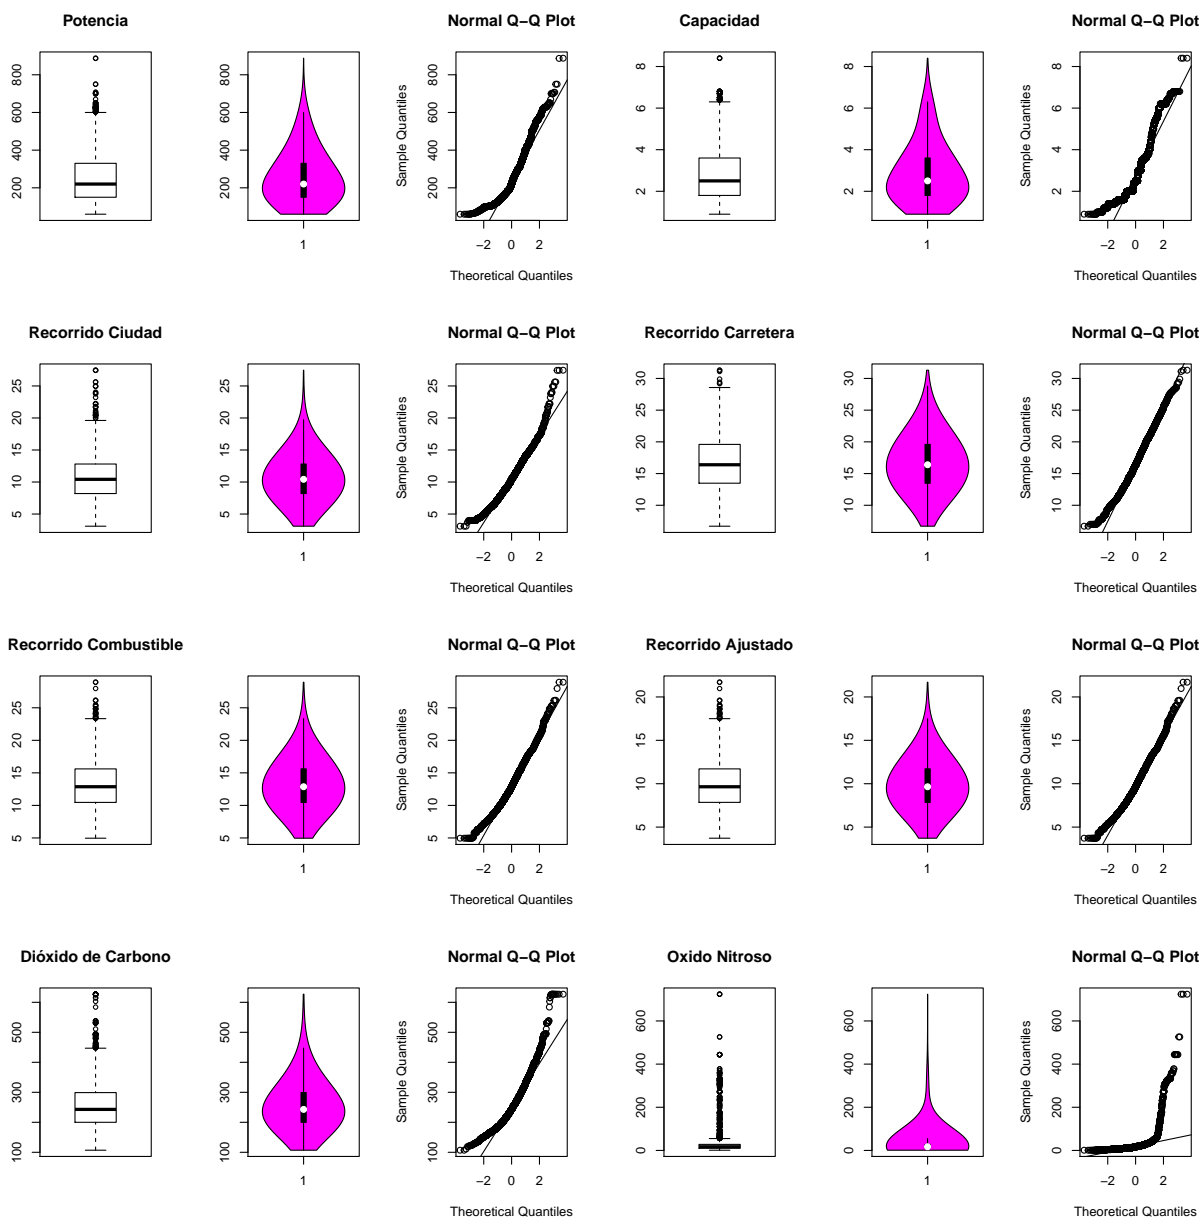 Potencia
Normal Q−Q Plot
Capacidad
Normal Q−Q Plot
200 400 600 800
200 400 600 800
1
Sample Quantiles
200 400 600 800
−2 0 2
Theoretical Quantiles
2 4 6 8
2 4 6 8
1
Sample Quantiles
2 4 6 8
−2 0 2
Theoretical Quantiles
Recorrido Ciudad
Normal Q−Q Plot
Recorrido Carretera
Normal Q−Q Plot
5 10 15 20 25
5 10 15 20 25
1
Sample Quantiles
5 10 15 20 25
−2 0 2
Theoretical Quantiles
10 15 20 25 30
10 15 20 25 30
1
Sample Quantiles
10 15 20 25 30
−2 0 2
Theoretical Quantiles
Recorrido Combustible
Normal Q−Q Plot
Recorrido Ajustado
Normal Q−Q Plot
5 10 15 20 25
5 10 15 20 25
1
Sample Quantiles
5 10 15 20 25
−2 0 2
Theoretical Quantiles
5 10 15 20
5 10 15 20
1
Sample Quantiles
5 10 15 20
−2 0 2
Theoretical Quantiles
Dióxido de Carbono
Normal Q−Q Plot
Oxido Nitroso
Normal Q−Q Plot
100 300 500
100 300 500
1
Sample Quantiles
100 300 500
−2 0 2
Theoretical Quantiles
0 200 400 600
0 200 400 600
1
Sample Quantiles
0 200 400 600
−2 0 2
Theoretical Quantiles